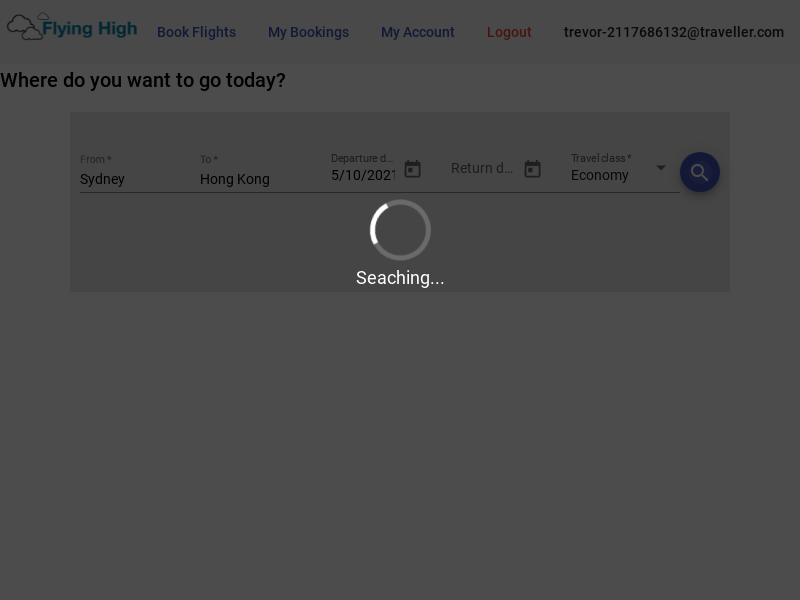 Flying High
Book Flights
My Bookings
My Account
Logout
trevor-2117686132@traveller.com
Where do you want to go today?
From *
Sydney
To *
Hong Kong
Departure d...
5/10/2021
Return d...
Travel class *
Economy
Seaching...